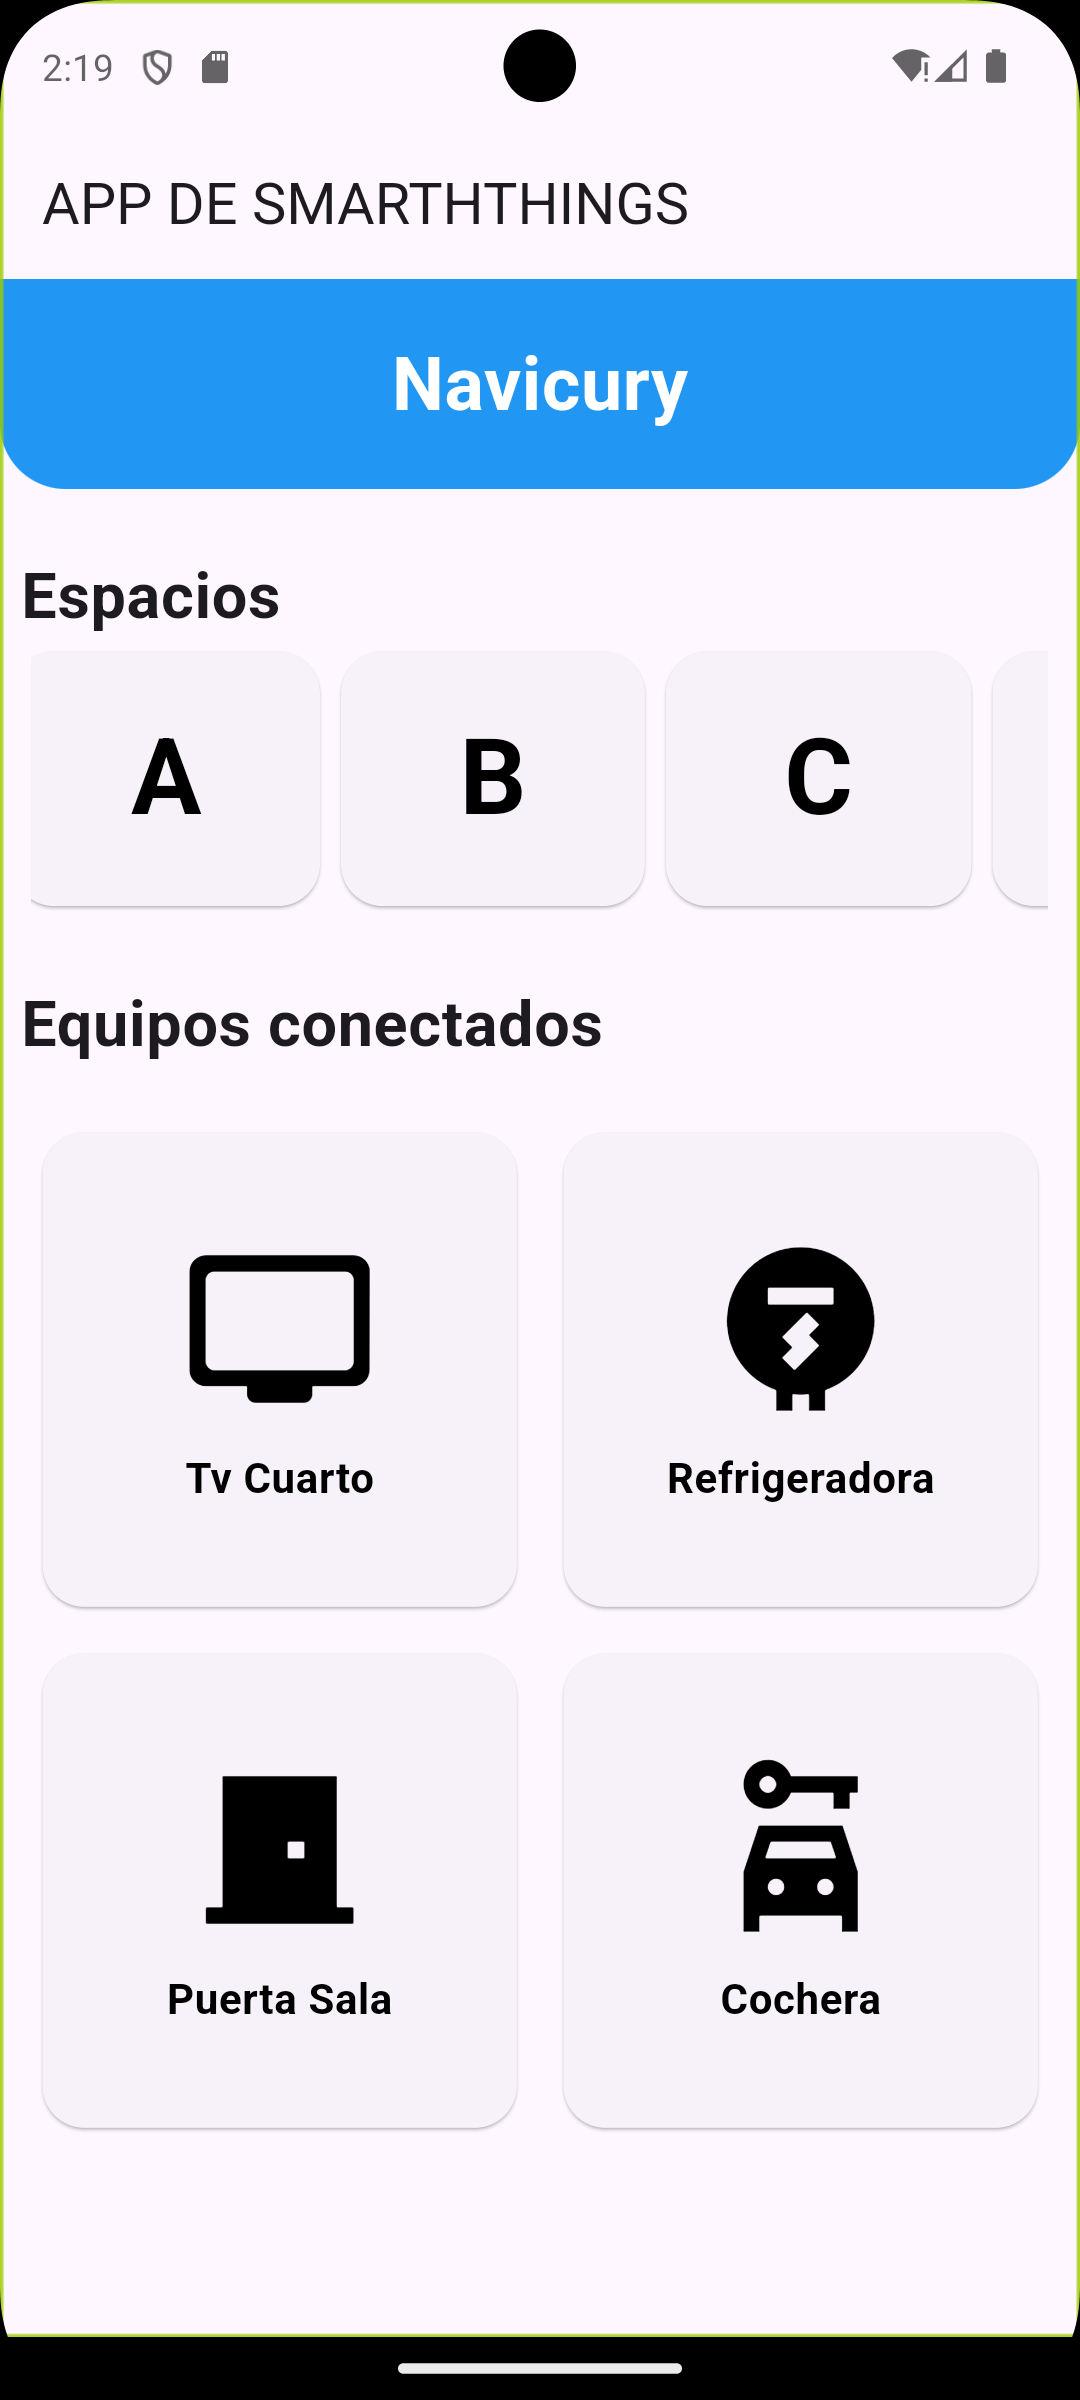 2:19
APP DE SMARTHTHINGS
Navicury
Espacios
A B C
Equipos conectados
Tv Cuarto Refrigeradora
Puerta Sala Cochera